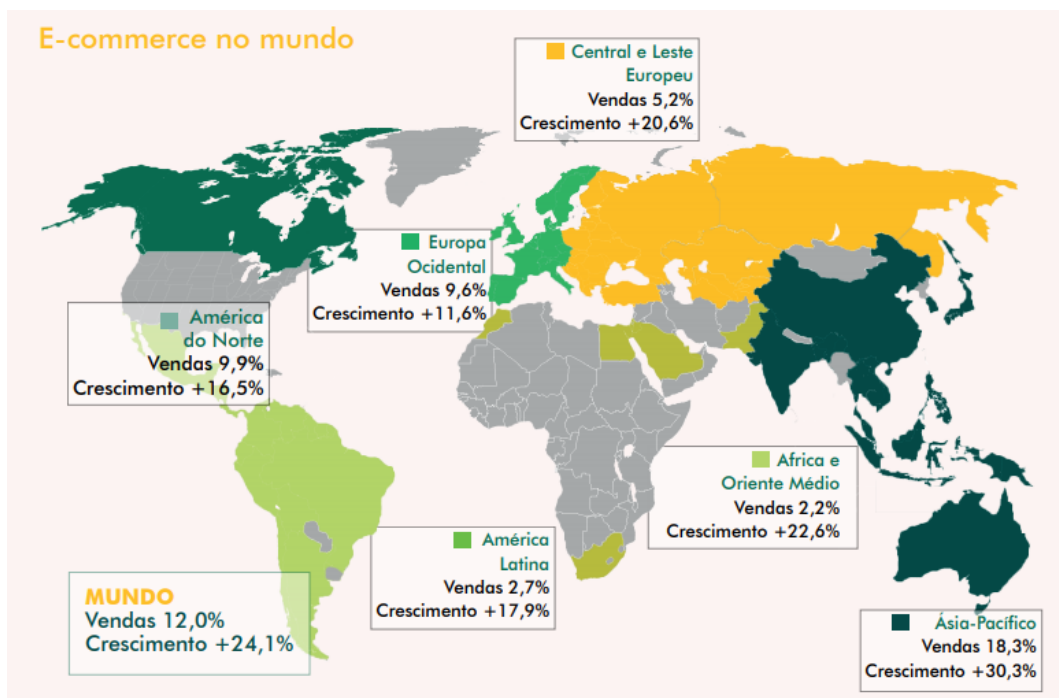 E-commerce no mundo
Central e Leste
Europeu
Vendas 5,2%
Crescimento +20,6%
Europa
Ocidental
Vendas 9,6%
Crescimento +11,6%
América
do Norte
Vendas 9,9%
Crescimento +16,5%
Africa e
Oriente Médio
Vendas 2,2%
Crescimento +22,6%
América
Latina
Vendas 2,7%
Crescimento +17,9%
MUNDO
Vendas 12,0%
Crescimento +24,1%
Ásia-Pacífico
Vendas 18,3%
Crescimento +30,3%